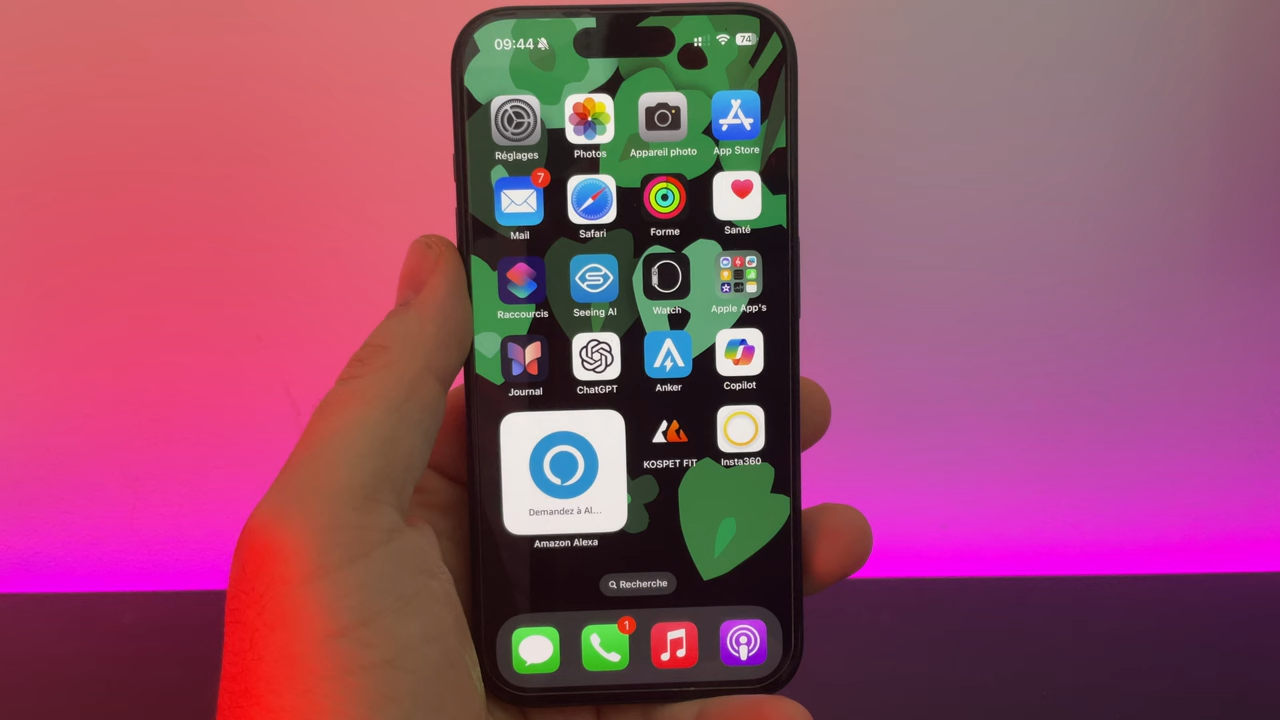 09:44
74
Réglages
Photos
Appareil photo
App Store
7
Mail
Safari
Forme
Santé
Raccourcis
Seeing AI
Watch
Apple App's
Journal
ChatGPT
Anker
Copilot
Demandez à Al...
Amazon Alexa
KOSPET FIT
Insta360
Recherche
1